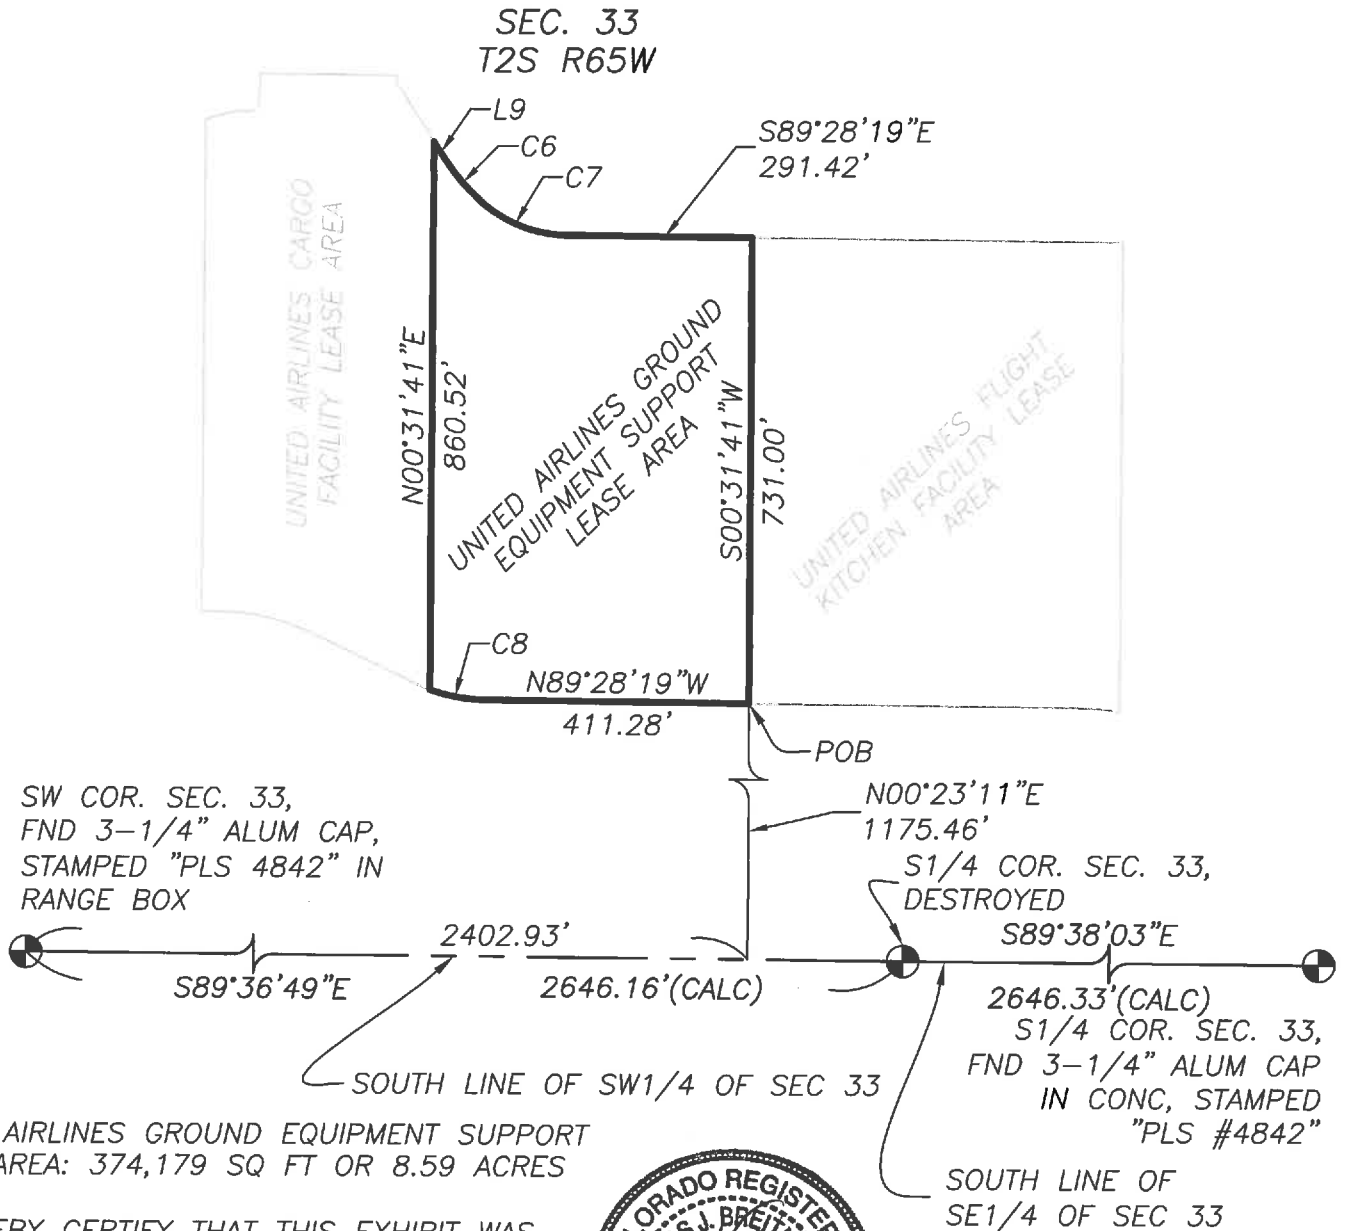 SEC. 33
T2S R65W
L9
C6
C7
S89°28'19"E
291.42'
UNITED AIRLINES CARGO
FACILITY LEASE AREA
N00°31'41"E
860.52'
UNITED AIRLINES GROUND
EQUIPMENT SUPPORT
LEASE AREA
S00°31'41"W
731.00'
UNITED AIRLINES FLIGHT
KITCHEN FACILITY LEASE
AREA
C8
N89°28'19"W
411.28'
POB
SW COR. SEC. 33,
FND 3-1/4" ALUM CAP,
STAMPED "PLS 4842" IN
RANGE BOX
N00°23'11"E
1175.46'
S1/4 COR. SEC. 33,
DESTROYED
2402.93'
S89°38'03"E
S89°36'49"E
2646.16'(CALC)
2646.33'(CALC)
S1/4 COR. SEC. 33,
FND 3-1/4" ALUM CAP
IN CONC, STAMPED
"PLS #4842"
SOUTH LINE OF SW1/4 OF SEC 33
AIRLINES GROUND EQUIPMENT SUPPORT
AREA: 374,179 SQ FT OR 8.59 ACRES
SOUTH LINE OF
SE1/4 OF SEC 33
CERTIFY THAT THIS EXHIBIT WAS